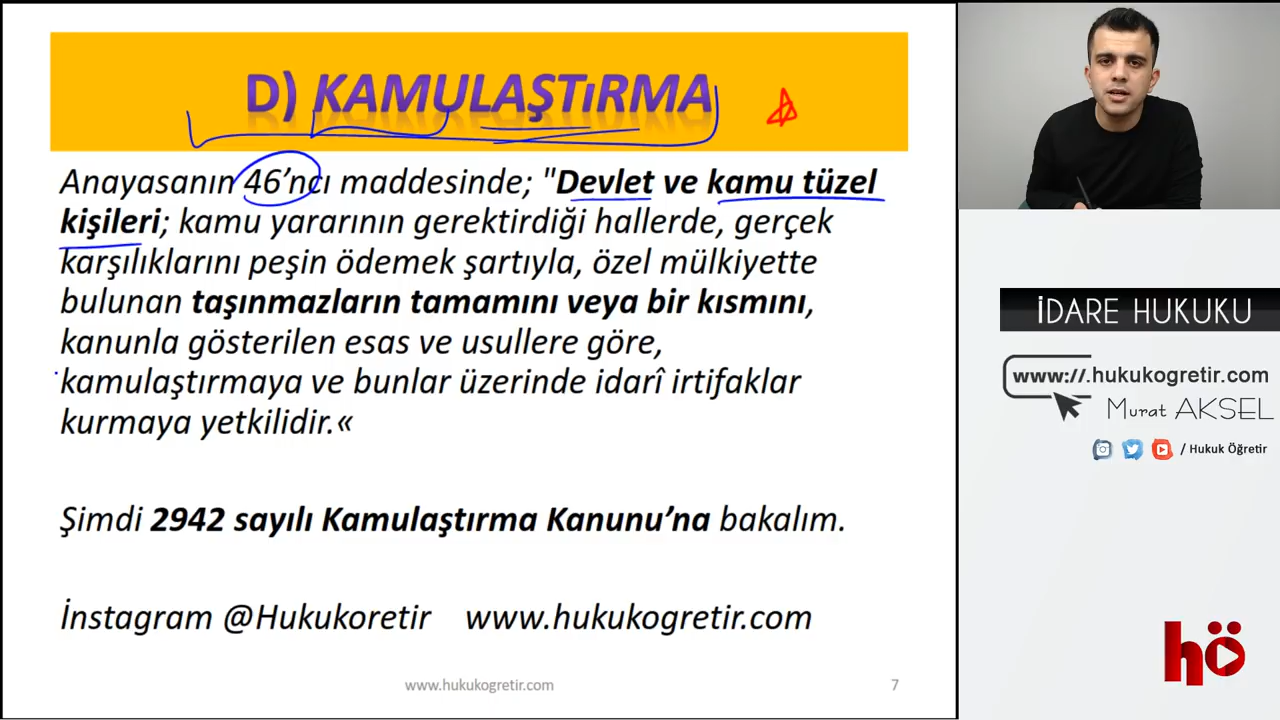 D) KAMULAŞTIRMA
Anayasanın 46’ncı maddesinde; "Devlet ve kamu tüzel
kişileri; kamu yararının gerektirdiği hallerde, gerçek
karşılıklarını peşin ödemek şartıyla, özel mülkiyette
bulunan taşınmazların tamamını veya bir kısmını,
kanunla gösterilen esas ve usullere göre,
kamulaştırmaya ve bunlar üzerinde idarî irtifaklar
kurmaya yetkilidir.«
Şimdi 2942 sayılı Kamulaştırma Kanunu’na bakalım.
İnstagram @Hukukoretir www.hukukogretir.com
www.hukukogretir.com 7
İDARE HUKUKU
www://.hukukogretir.com
Murat AKSEL
/ Hukuk Öğretir
hö